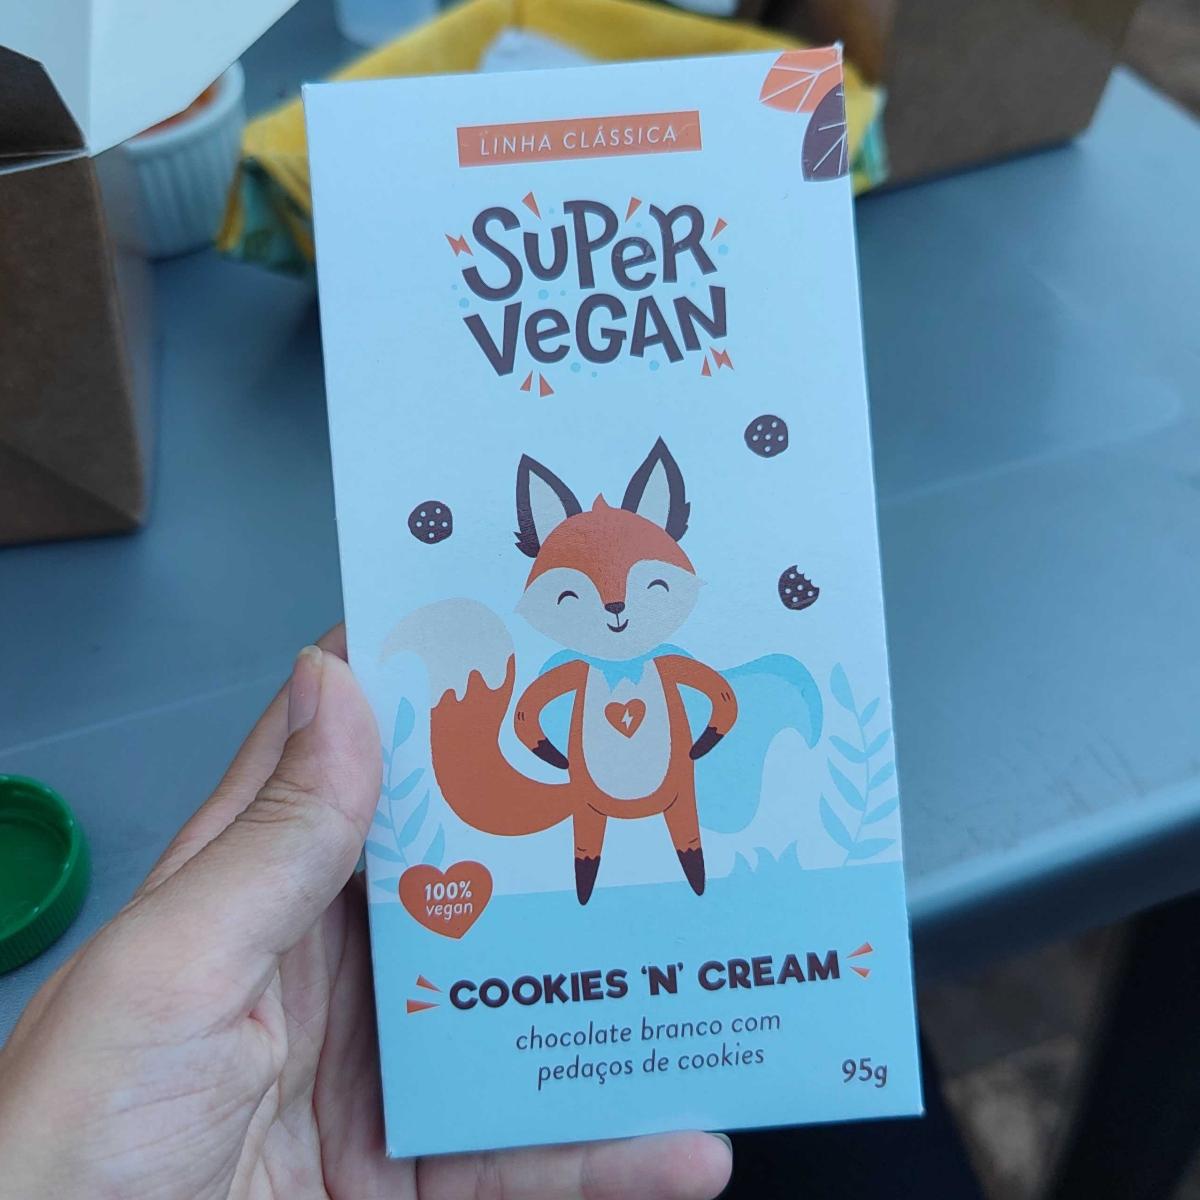 LINHA CLÁSSICA
SUPER
VeGAN
100%
vegan
COOKIES 'N' CREAM
chocolate branco com
pedaços de cookies
95g